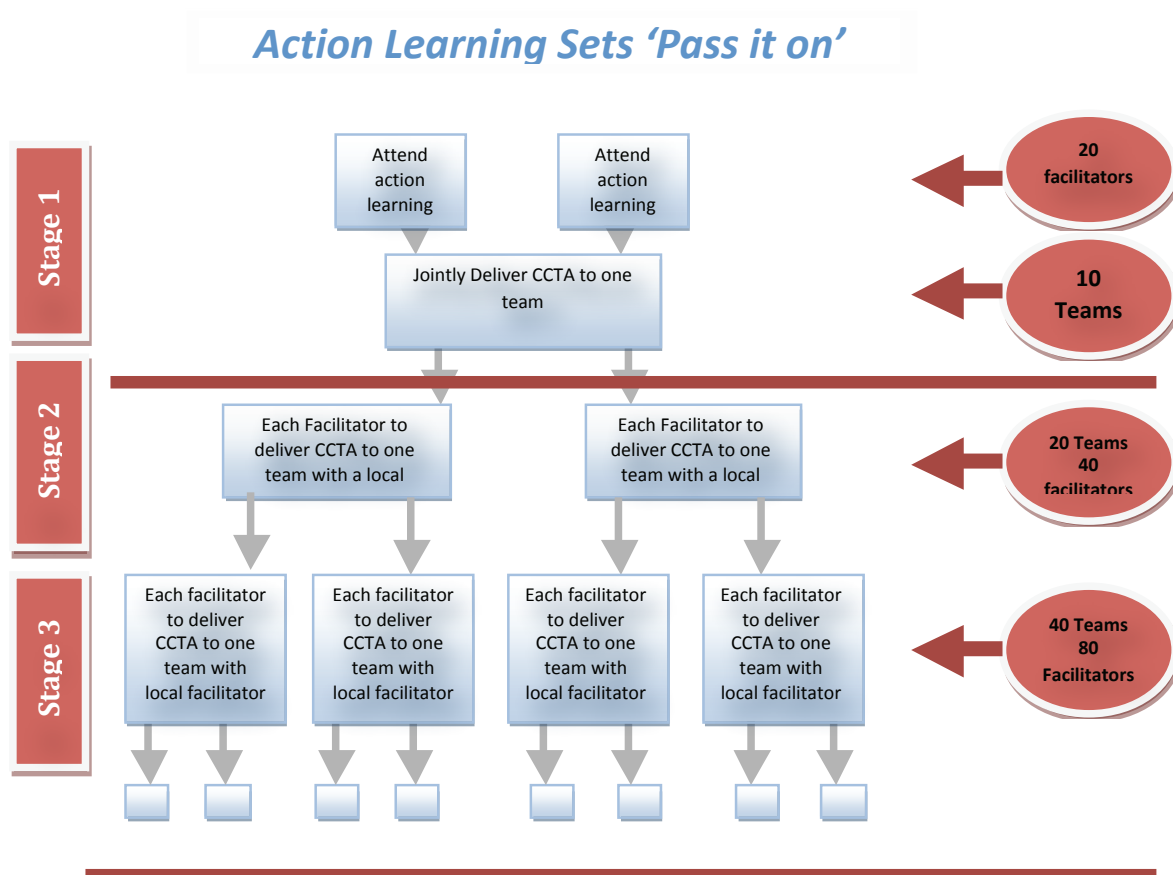 Action Learning Sets ‘Pass it on’
Stage 1
Attend
action
learning
Attend
action
learning
20
facilitators
Jointly Deliver CCTA to one
team
10
Teams
Stage 2
Each Facilitator to
deliver CCTA to one
team with a local
Each Facilitator to
deliver CCTA to one
team with a local
20 Teams
40
facilitators
Stage 3
Each facilitator
to deliver
CCTA to one
team with
local facilitator
Each facilitator
to deliver
CCTA to one
team with
local facilitator
Each facilitator
to deliver
CCTA to one
team with
local facilitator
Each facilitator
to deliver
CCTA to one
team with
local facilitator
40 Teams
80
Facilitators